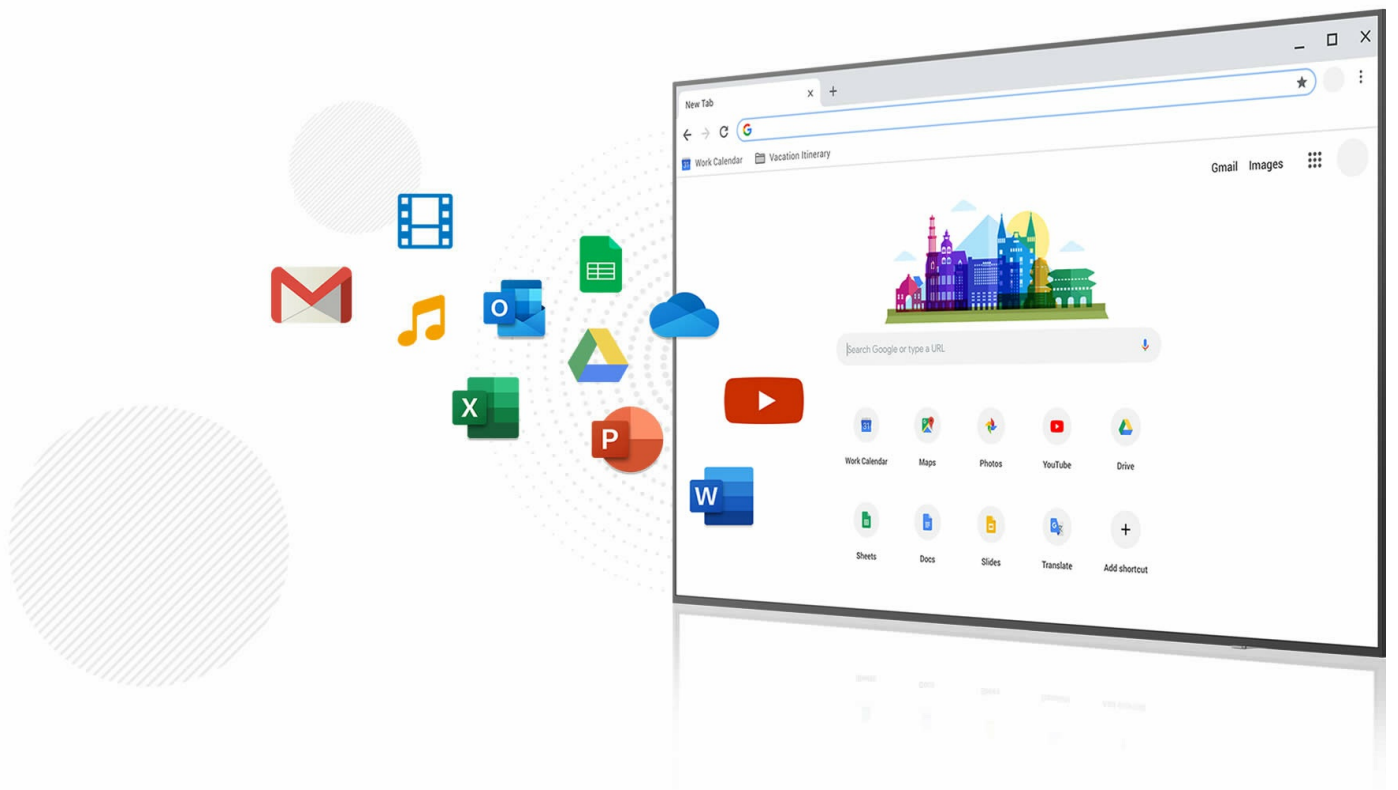 New Tab
Work Calendar
Vacation Itinerary
Gmail Images
Search Google or type a URL
Work Calendar Maps Photos YouTube Drive
Sheets Docs Slides Translate Add shortcut
O
X
P
W